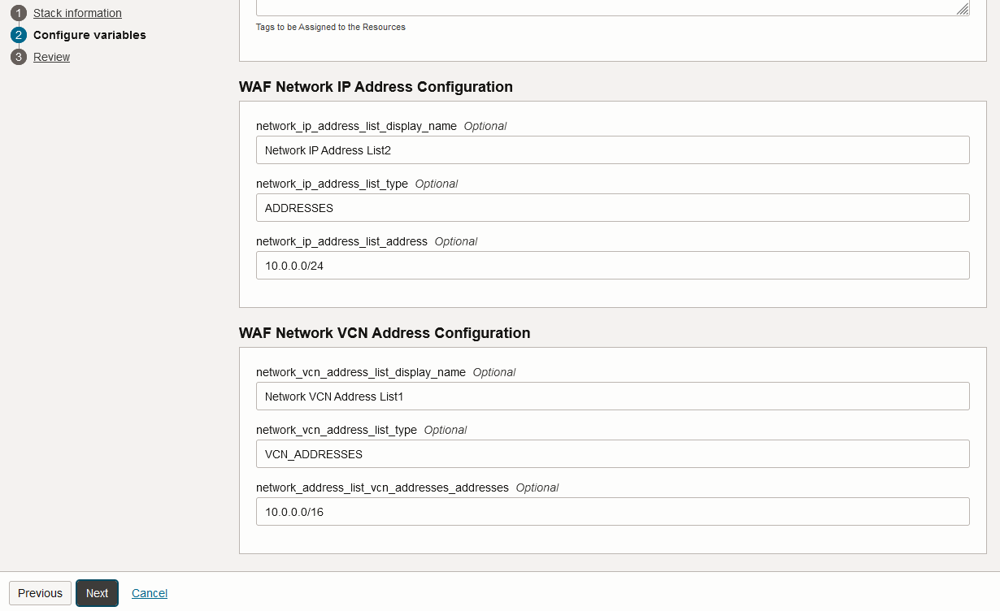 1 Stack information
2 Configure variables
3 Review
Tags to be Assigned to the Resources
WAF Network IP Address Configuration
network_ip_address_list_display_name Optional
Network IP Address List2
network_ip_address_list_type Optional
ADDRESSES
network_ip_address_list_address Optional
10.0.0.0/24
WAF Network VCN Address Configuration
network_vcn_address_list_display_name Optional
Network VCN Address List1
network_vcn_address_list_type Optional
VCN_ADDRESSES
network_address_list_vcn_addresses_addresses Optional
10.0.0.0/16
Previous Next Cancel